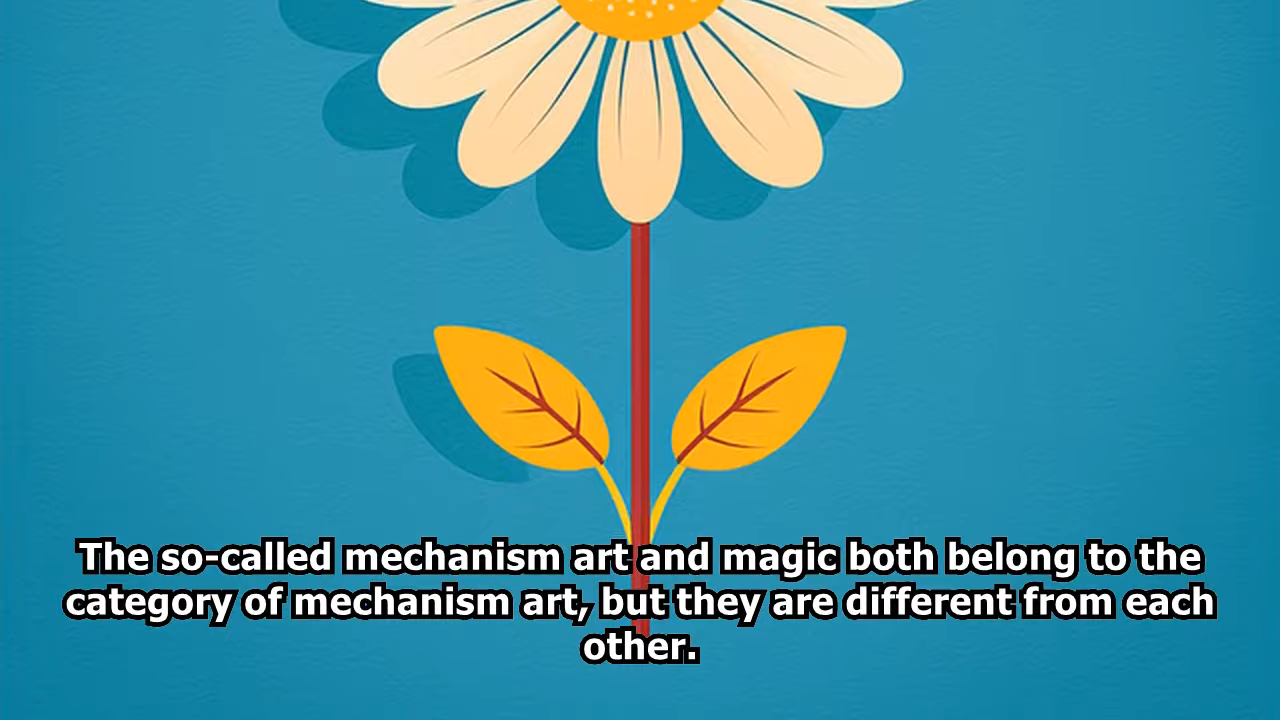 The so-called mechanism art and magic both belong to the
category of mechanism art, but they are different from each
other.